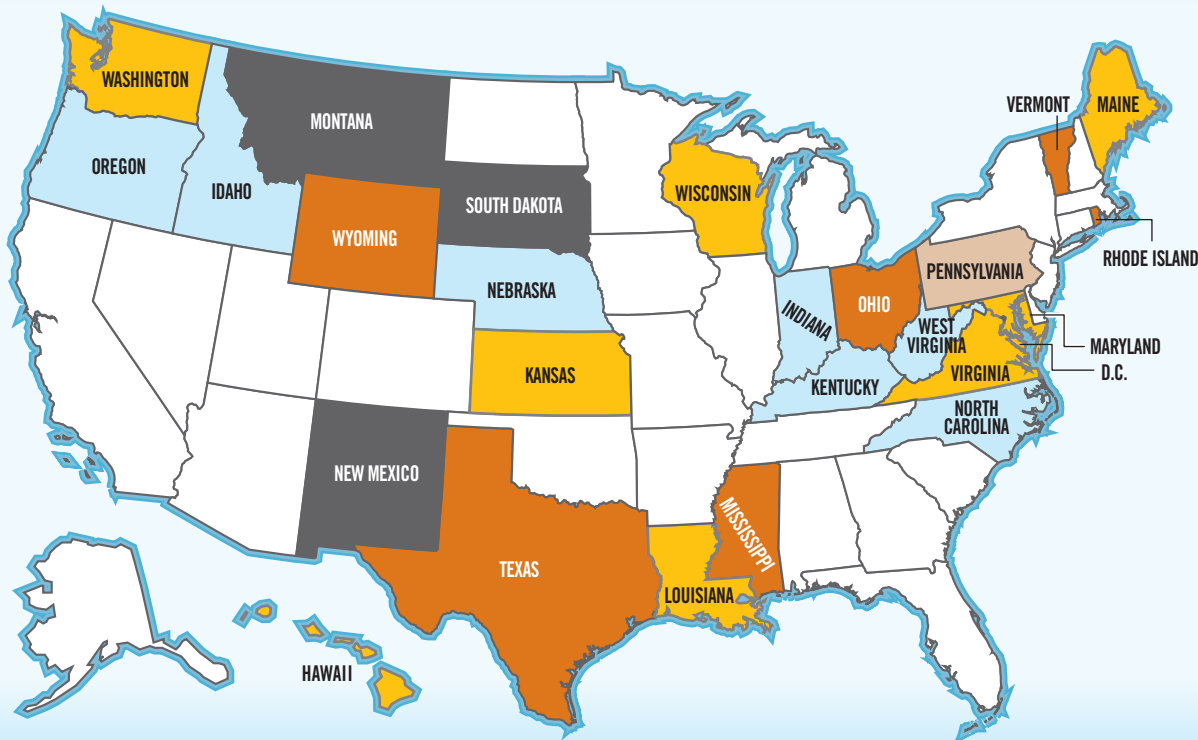 WASHINGTON
VERMONT
MAINE
MONTANA
OREGON
IDAHO
WISCONSIN
SOUTH DAKOTA
WYOMING
RHODE ISLAND
PENNSYLVANIA
NEBRASKA
OHIO
INDIANA
WEST
VIRGINIA
MARYLAND
D.C.
KANSAS
KENTUCKY
VIRGINIA
NORTH
CAROLINA
NEW MEXICO
MISSISSIPPI
TEXAS
LOUISIANA
HAWAII